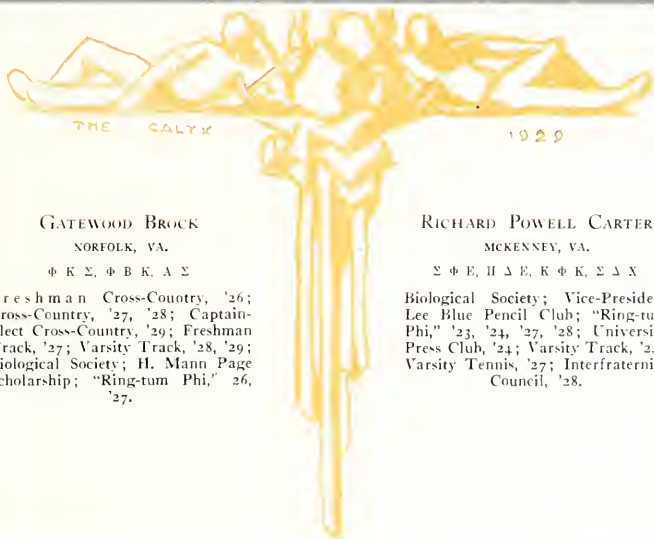 THE CALYX
1929
GATEWOOD BROCK
NORFOLK, VA.
Φ Κ Σ, Φ Β Κ, Α Σ
reshman Cross-Country, '26;
ross-Country, '27, '28; Captain-
lect Cross-Country, '29; Freshman
rack, '27; Varsity Track, '28, '29;
iological Society; H. Mann Page
cholarship; "Ring-tum Phi," 26,
'27.
RICHARD POWELL CARTER
MCKENNEY, VA.
Σ Φ Ε, Π Δ Ε, Κ Φ Κ, Σ Δ Χ
Biological Society; Vice-Preside
Lee Blue Pencil Club; "Ring-tu
Phi," '23, '24, '27, '28; Universi
Press Club, '24; Varsity Track, '2
Varsity Tennis, '27; Interfraterni
Council, '28.